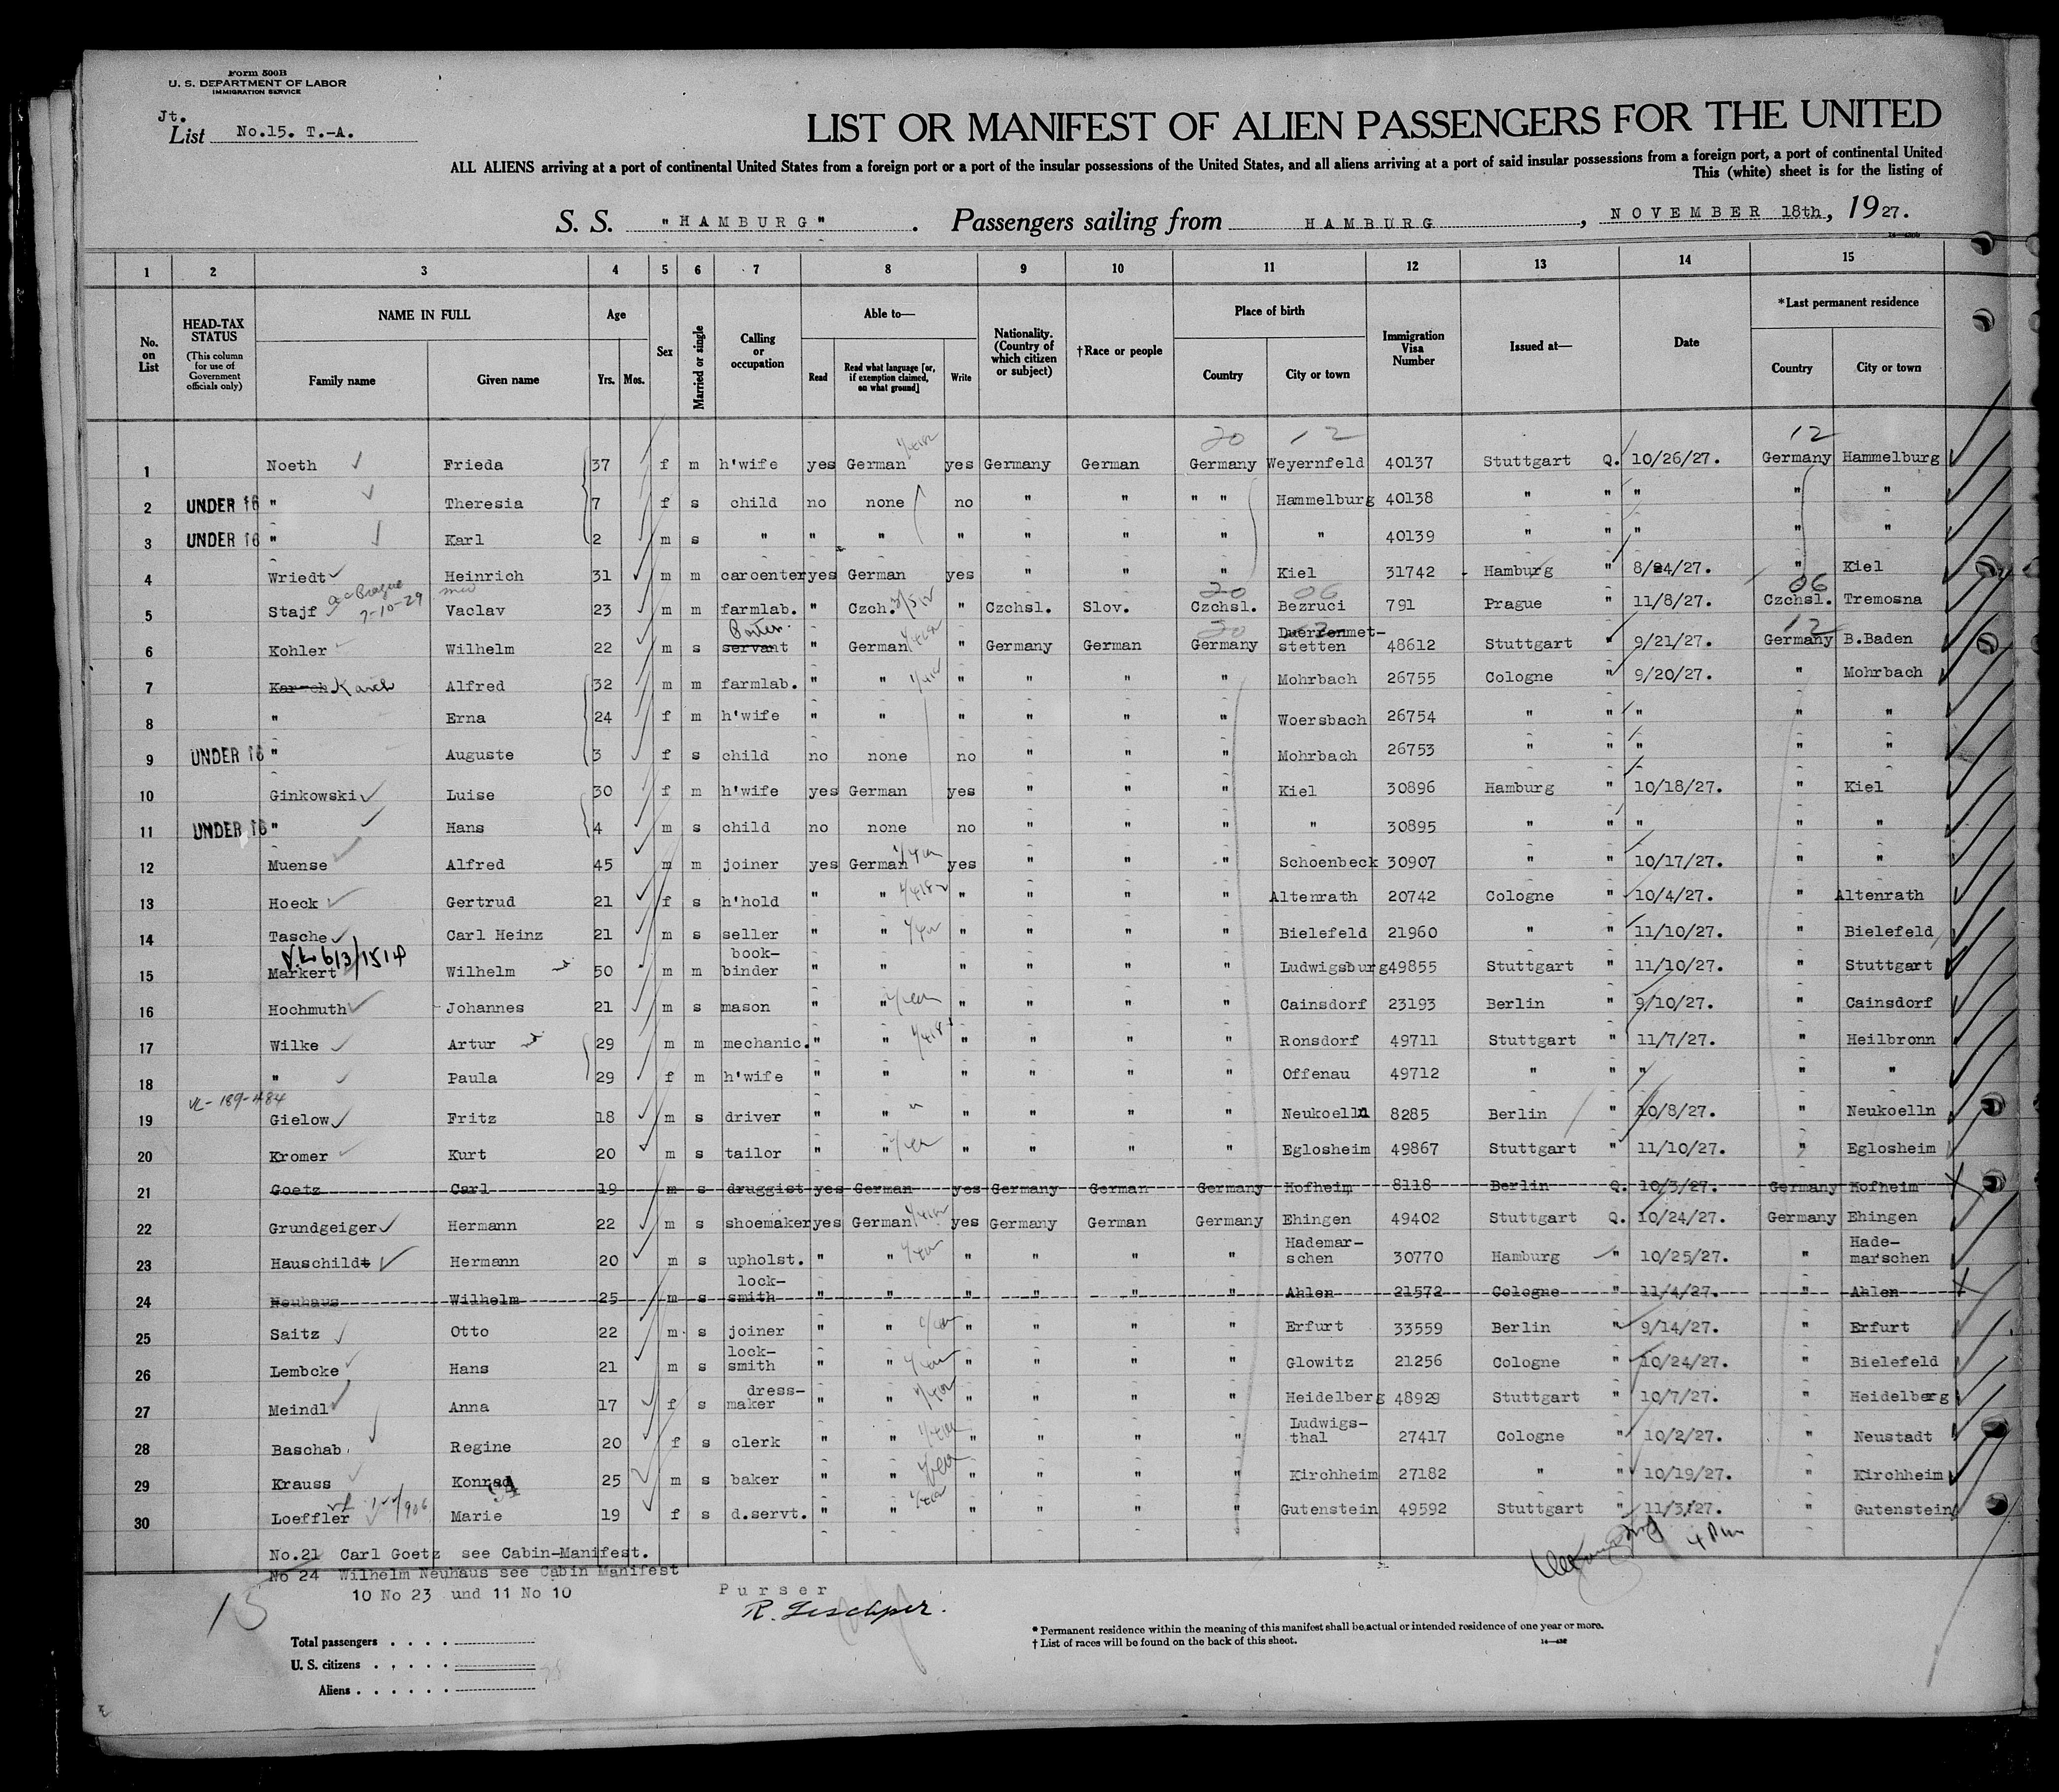 Form 500B
U. S. DEPARTMENT OF LABOR
IMMIGRATION SERVICE
Jt.
List No.15. T.-A.
LIST OR MANIFEST OF ALIEN PASSENGERS FOR THE UNITED
ALL ALIENS arriving at a port of continental United States from a foreign port or a port of the insular possessions of the United States, and all aliens arriving at a port of said insular possessions from a foreign port, a port of continental United
This (white) sheet is for the listing of
S. S. "HAMBURG". Passengers sailing from HAMBURG, NOVEMBER 18th, 1927.
1 2 3 4 5 6 7 8 9 10 11 12 13 14 15
No. on List
HEAD-TAX STATUS (This column for use of Government officials only)
NAME IN FULL Family name Given name
Age Yrs. Mos.
Sex
Married or single
Calling or occupation
Able to— Read Read what language [or, if exemption claimed, on what ground] Write
Nationality. (Country of which citizen or subject)
†Race or people
Place of birth Country City or town
Immigration Visa Number
Issued at—
Date
*Last permanent residence Country City or town
20 12 12
1 Noeth Frieda 37 f m h'wife yes German yes Germany German Germany Weyernfeld 40137 Stuttgart Q. 10/26/27. Germany Hammelburg
2 UNDER 16 " Theresia 7 f s child no none no " " " " Hammelburg 40138 " " " " "
3 UNDER 16 " Karl 2 m s " " " " " " " " 40139 " " " " "
4 Wriedt Heinrich 31 m m caroenter yes German yes " " " Kiel 31742 Hamburg " 8/24/27. " Kiel
5 Stajf 7-10-29 Vaclav 23 m m farmlab. " Czch. " Czchsl. Slov. Czchsl. Bezruci 791 Prague " 11/8/27. Czchsl. Tremosna
6 Kohler Wilhelm 22 m s servant Porter. " German " Germany German Germany Duerrenmet-stetten 48612 Stuttgart " 9/21/27. Germany B.Baden
7 Karch Alfred 32 m m farmlab. " " " " " " Mohrbach 26755 Cologne " 9/20/27. " Mohrbach
8 " Erna 24 f m h'wife " " " " " " Woersbach 26754 " " " " "
9 UNDER 16 " Auguste 3 f s child no none no " " " Mohrbach 26753 " " " " "
10 Ginkowski Luise 30 f m h'wife yes German yes " " " Kiel 30896 Hamburg " 10/18/27. " Kiel
11 UNDER 16 " Hans 4 m s child no none no " " " " 30895 " " " " "
12 Muense Alfred 45 m m joiner yes German yes " " " Schoenbeck 30907 " " 10/17/27. " "
13 Hoeck Gertrud 21 f s h'hold " " " " " " Altenrath 20742 Cologne " 10/4/27. " Altenrath
14 Tasche Carl Heinz 21 m s seller " " " " " " Bielefeld 21960 " " 11/10/27. " Bielefeld
15 Markert Wilhelm 50 m m book-binder " " " " " " Ludwigsburg 49855 Stuttgart " 11/10/27. " Stuttgart
16 Hochmuth Johannes 21 m s mason " " " " " " Cainsdorf 23193 Berlin " 9/10/27. " Cainsdorf
17 Wilke Artur 29 m m mechanic. " " " " " " Ronsdorf 49711 Stuttgart " 11/7/27. " Heilbronn
18 " Paula 29 f m h'wife " " " " " " Offenau 49712 " " " " "
19 Gielow Fritz 18 m s driver " " " " " " Neukoelln 8285 Berlin " 10/8/27. " Neukoelln
20 Kromer Kurt 20 m s tailor " " " " " " Eglosheim 49867 Stuttgart " 11/10/27. " Eglosheim
21 Goetz Carl 19 m s druggist yes German yes Germany German Germany Hofheim 8118 Berlin Q. 10/3/27. Germany Hofheim
22 Grundgeiger Hermann 22 m s shoemaker yes German yes Germany German Germany Ehingen 49402 Stuttgart Q. 10/24/27. Germany Ehingen
23 Hauschildt Hermann 20 m s upholst. " " " " " " Hademar-schen 30770 Hamburg " 10/25/27. " Hade-marschen
24 Neuhaus Wilhelm 25 m s lock-smith " " " " " " Ahlen 21572 Cologne " 11/4/27. " Ahlen
25 Saitz Otto 22 m s joiner " " " " " " Erfurt 33559 Berlin " 9/14/27. " Erfurt
26 Lembcke Hans 21 m s lock-smith " " " " " " Glowitz 21256 Cologne " 10/24/27. " Bielefeld
27 Meindl Anna 17 f s dress-maker " " " " " " Heidelberg 48929 Stuttgart " 10/7/27. " Heidelberg
28 Baschab Regine 20 f s clerk " " " " " " Ludwigs-thal 27417 Cologne " 10/2/27. " Neustadt
29 Krauss Konrad 25 m s baker " " " " " " Kirchheim 27182 " " 10/19/27. " Kirchheim
30 Loeffler Marie 19 f s d.servt. " " " " " " Gutenstein 49592 Stuttgart " 11/3/27. " Gutenstein
No.21 Carl Goetz see Cabin-Manifest.
No 24 Wilhelm Neuhaus see Cabin Manifest
10 No 23 und 11 No 10
15
Purser
4 Pm
Total passengers
U. S. citizens
Aliens
* Permanent residence within the meaning of this manifest shall be actual or intended residence of one year or more.
† List of races will be found on the back of this sheet.